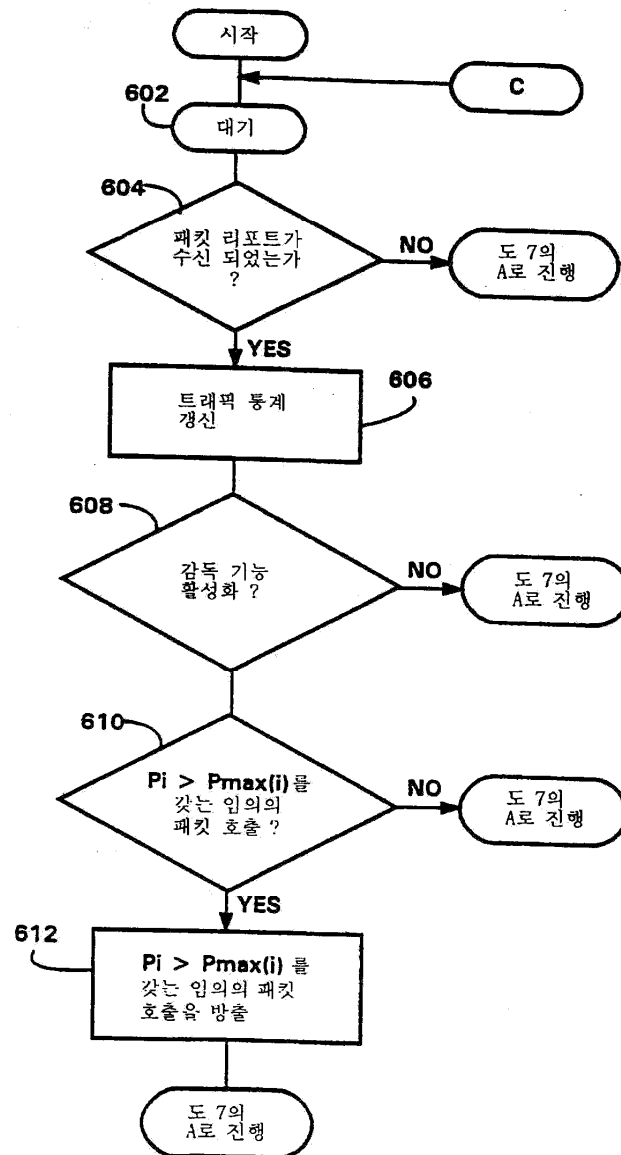 시작
C
602
대기
604
패킷 리포트가
수신 되었는가
?
NO
도 7의
A로 진행
YES
트래픽 통계
갱신
606
608
감독 기능
활성화 ?
NO
도 7의
A로 진행
610
Pi > Pmax(i) 를
갖는 임의의
패킷 호출 ?
NO
도 7의
A로 진행
YES
612
Pi > Pmax(i) 를
갖는 임의의 패킷
호출을 방출
도 7의
A로 진행